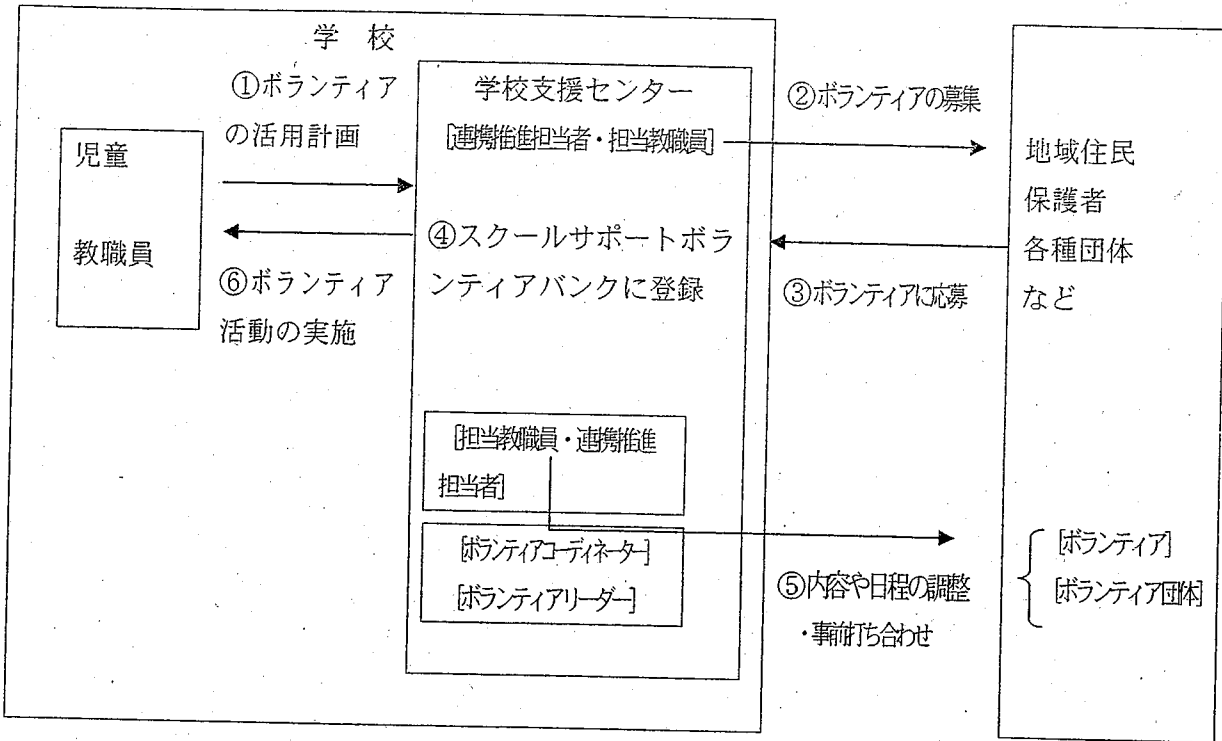 学 校
①ボランティア
の活用計画
児童
教職員
⑥ボランティア
活動の実施
学校支援センター
[連携推進担当者・担当教職員]
④スクールサポートボラ
ンティアバンクに登録
[担当教職員・連携推進
担当者]
[ボランティアコーディネーター]
[ボランティアリーダー]
②ボランティアの募集
③ボランティアに応募
⑤内容や日程の調整
・事前打ち合わせ
地域住民
保護者
各種団体
など
[ボランティア]
[ボランティア団体]